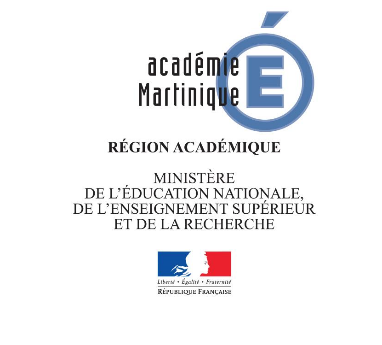 académie
Martinique
É
RÉGION ACADÉMIQUE
MINISTÈRE
DE L'ÉDUCATION NATIONALE,
DE L'ENSEIGNEMENT SUPÉRIEUR
ET DE LA RECHERCHE
Liberté • Égalité • Fraternité
RÉPUBLIQUE FRANÇAISE